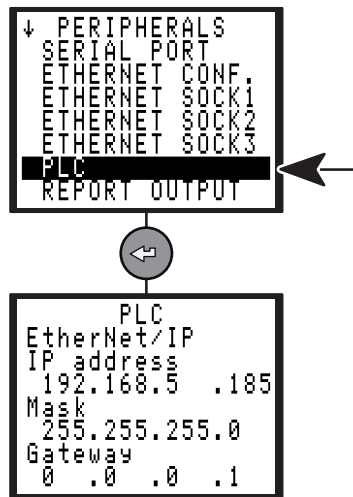 ↓ PERIPHERALS
SERIAL PORT
ETHERNET CONF.
ETHERNET SOCK1
ETHERNET SOCK2
ETHERNET SOCK3
PLC
REPORT OUTPUT
PLC
EtherNet/IP
IP address
192.168.5 .185
Mask
255.255.255.0
Gateway
0 .0 .0 .1